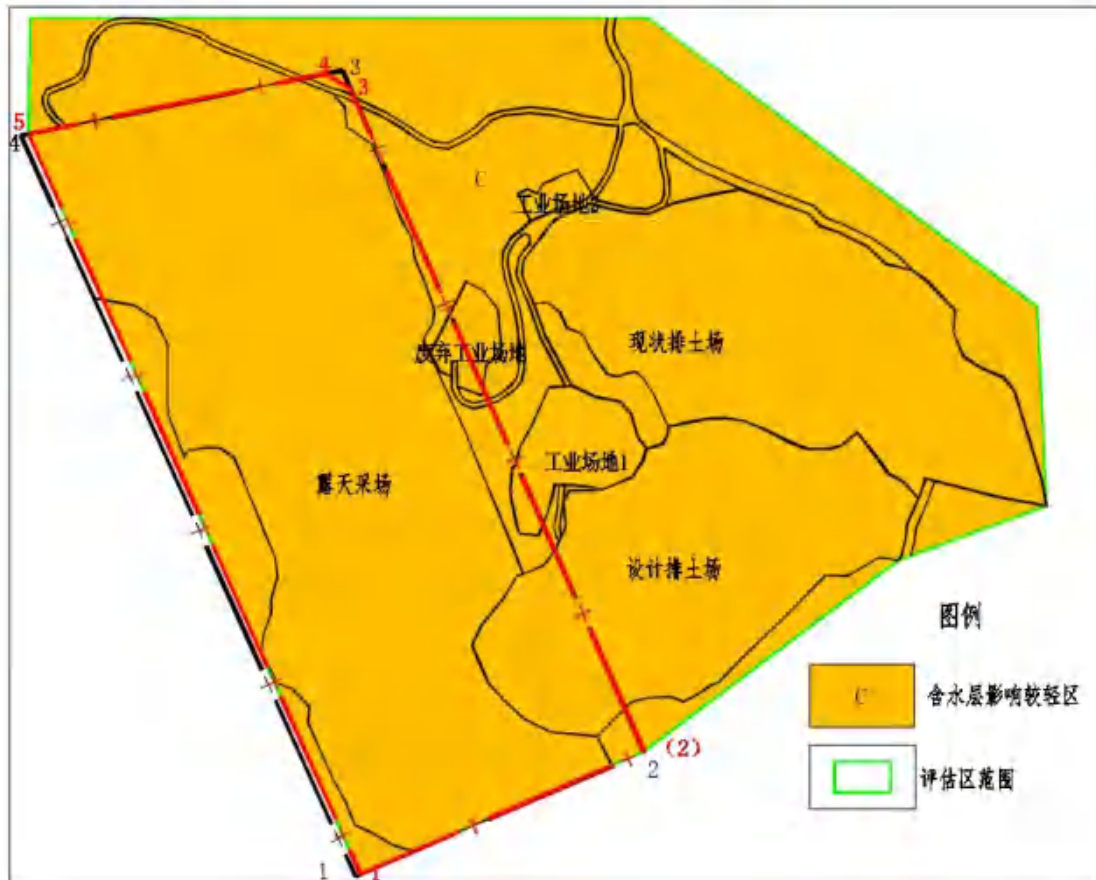 4 3
3
5
4
C
工业场地2
现状排土场
废弃工业场地
工业场地1
露天采场
设计排土场
图例
C 含水层影响较轻区
(2)
2
评估区范围
1 1